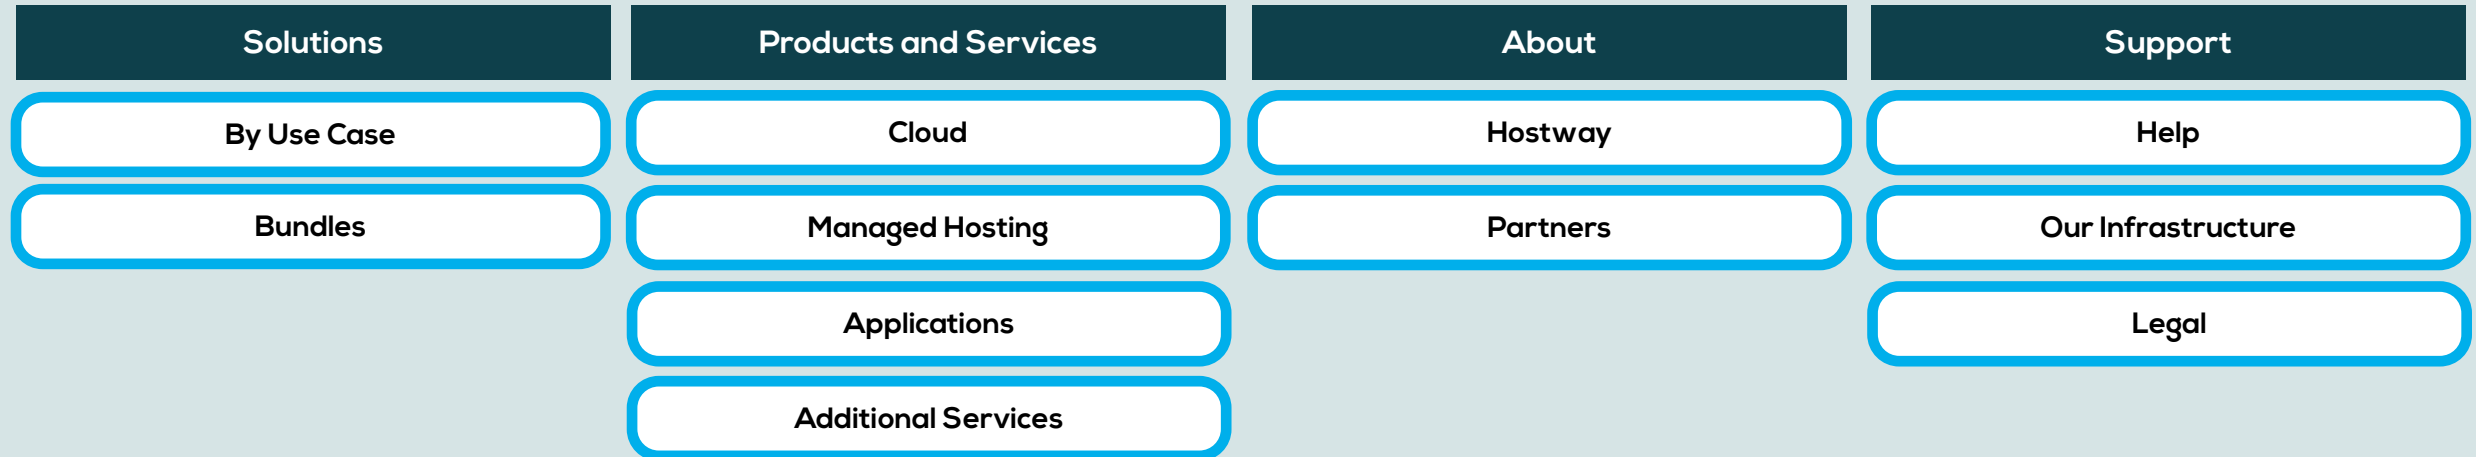 Solutions
By Use Case
Bundles
Products and Services
Cloud
Managed Hosting
Applications
Additional Services
About
Hostway
Partners
Support
Help
Our Infrastructure
Legal